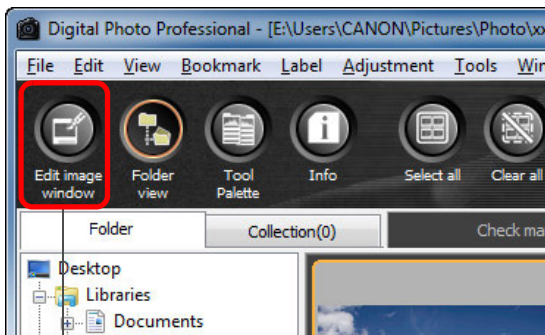 Digital Photo Professional - [E:\Users\CANON\Pictures\Photo\xx
File Edit View Bookmark Label Adjustment Tools
Edit image window
Folder view
Tool Palette
Info
Select all
Clear all
Folder
Collection(0)
Check
Desktop
Libraries
Documents